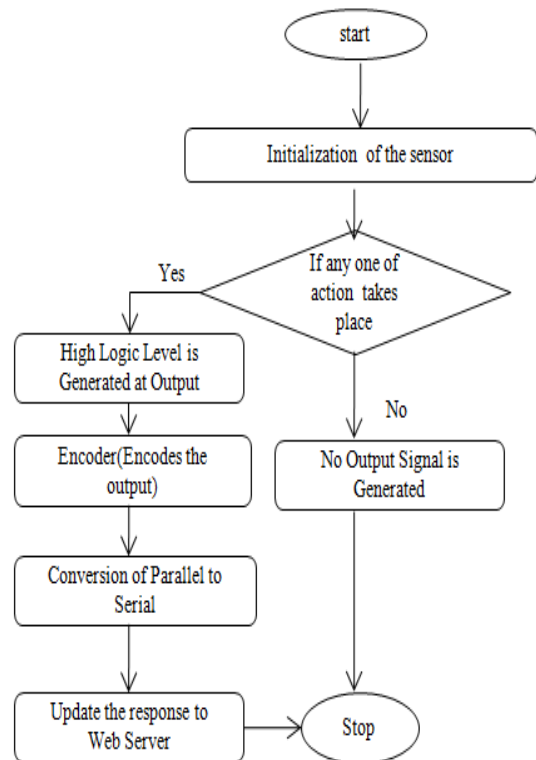 start
Initialization of the sensor
If any one of
action takes
place
Yes
High Logic Level is
Generated at Output
No
Encoder(Encodes the
output)
No Output Signal is
Generated
Conversion of Parallel to
Serial
Update the response to
Web Server
Stop